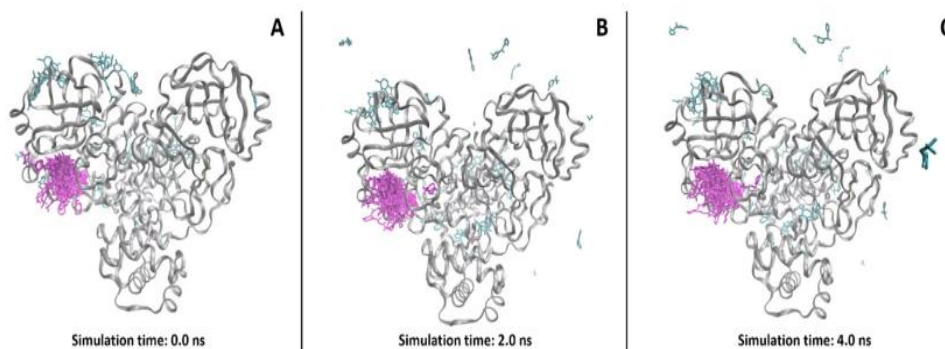 A
B
C
Simulation time: 0.0 ns
Simulation time: 2.0 ns
Simulation time: 4.0 ns